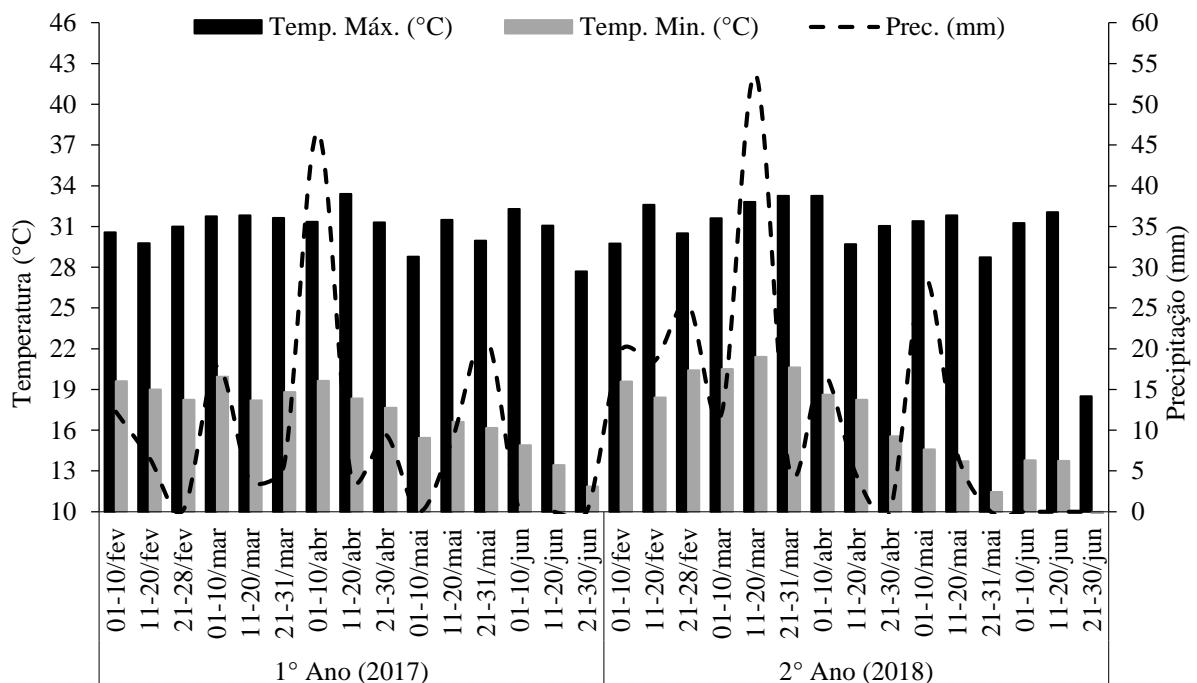 Temp. Máx. (°C) Temp. Min. (°C) Prec. (mm)
Temperatura (°C)
46
43
40
37
34
31
28
25
22
19
16
13
10
60
55
50
45
40
35
30
25
20
15
10
5
0
Precipitação (mm)
01-10/fev
11-20/fev
21-28/fev
01-10/mar
11-20/mar
21-31/mar
01-10/abr
11-20/abr
21-30/abr
01-10/mai
11-20/mai
21-31/mai
01-10/jun
11-20/jun
21-30/jun
01-10/fev
11-20/fev
21-28/fev
01-10/mar
11-20/mar
21-31/mar
01-10/abr
11-20/abr
21-30/abr
01-10/mai
11-20/mai
21-31/mai
01-10/jun
11-20/jun
21-30/jun
1° Ano (2017) 2° Ano (2018)